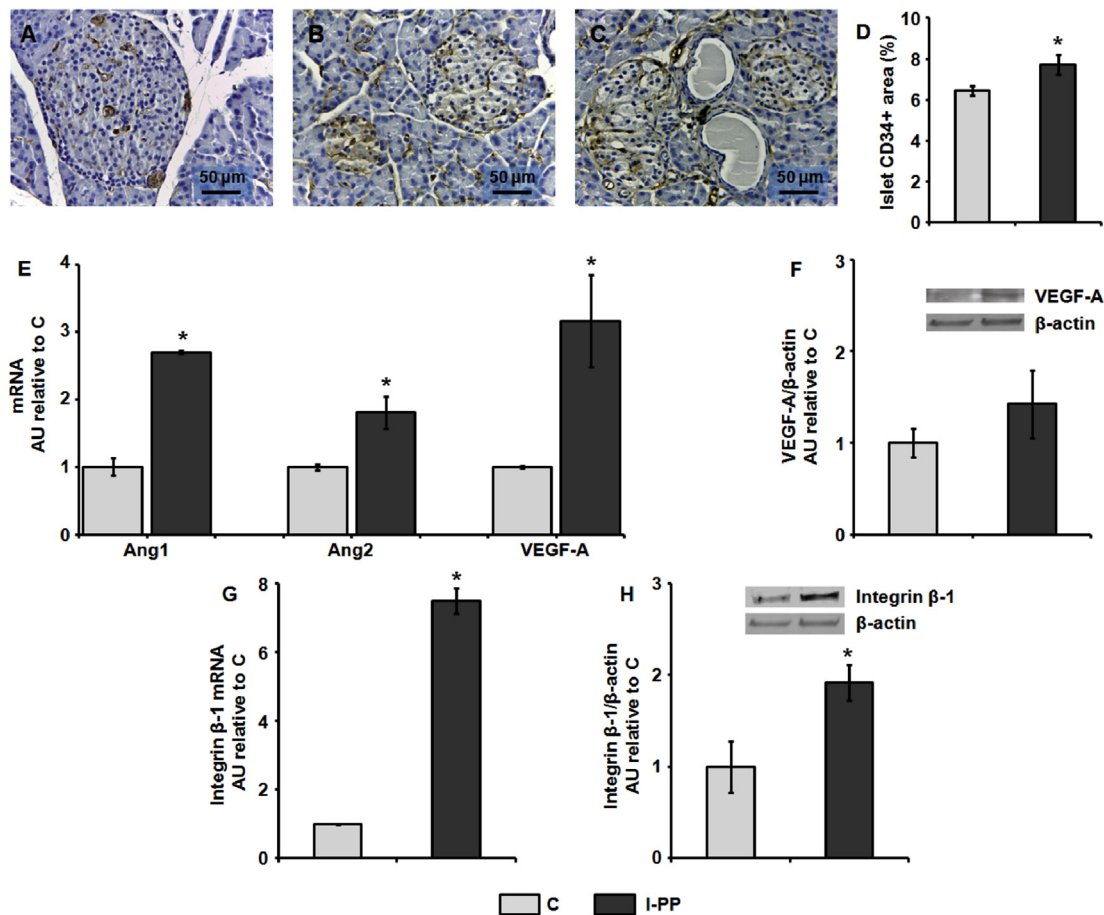 A
50 µm
B
50 µm
C
50 µm
D
Islet CD34+ area (%)
10
8
6
4
2
0
*
E
mRNA
AU relative to C
4
3
2
1
0
*
*
*
Ang1
Ang2
VEGF-A
F
VEGF-A/β-actin
AU relative to C
3
2
1
0
VEGF-A
β-actin
G
Integrin β-1 mRNA
AU relative to C
8
6
4
2
0
*
H
Integrin β-1/β-actin
AU relative to C
3
2
1
0
Integrin β-1
β-actin
*
C
I-PP